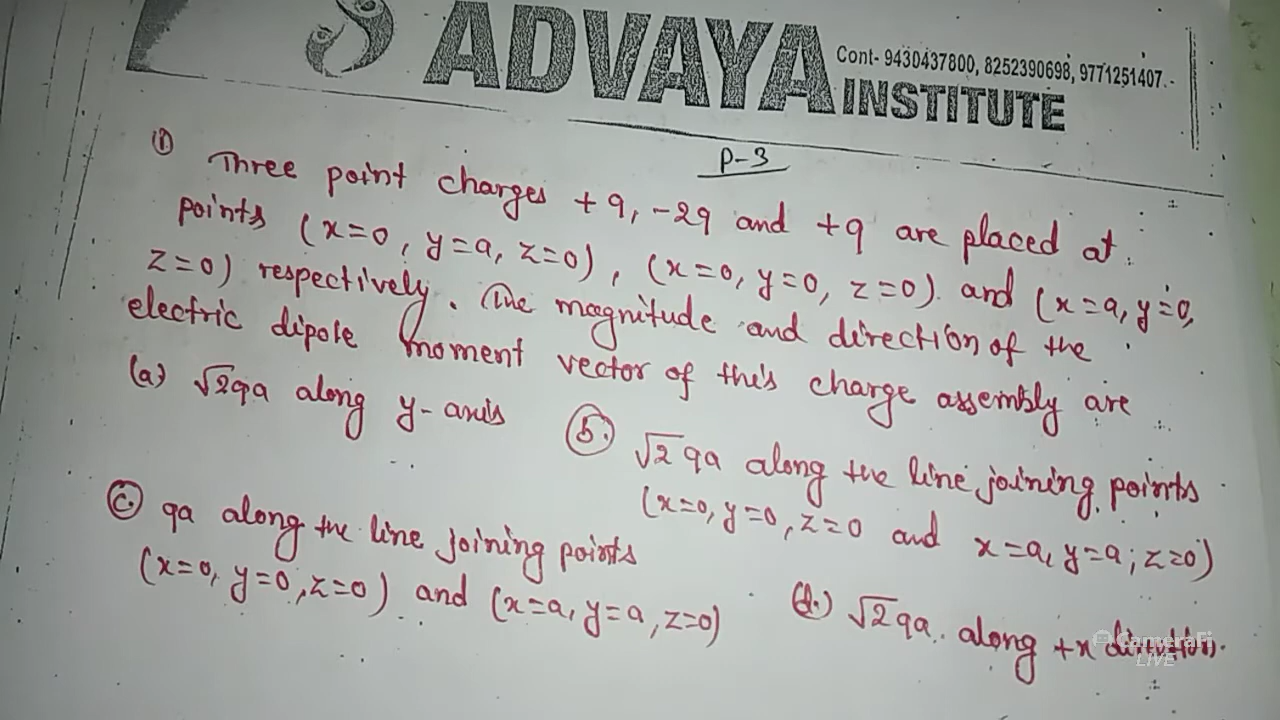 ADVAYA
INSTITUTE
Cont- 9430437800, 8252390698, 9771251407.
P-3
① Three point charges +q, -2q and +q are placed at
points (x=0, y=a, z=0), (x=0, y=0, z=0) and (x=a, y=0,
z=0) respectively. The magnitude and direction of the
electric dipole moment vector of this charge assembly are
(a) √2qa along y-axis
(b.) √2 qa along the line joining points
(x=0, y=0, z=0 and x=a, y=a, z=0)
(c.) qa along the line joining points
(x=0, y=0, z=0) and (x=a, y=a, z=0)
(d.) √2qa along +x direction.
CameraFi
LIVE